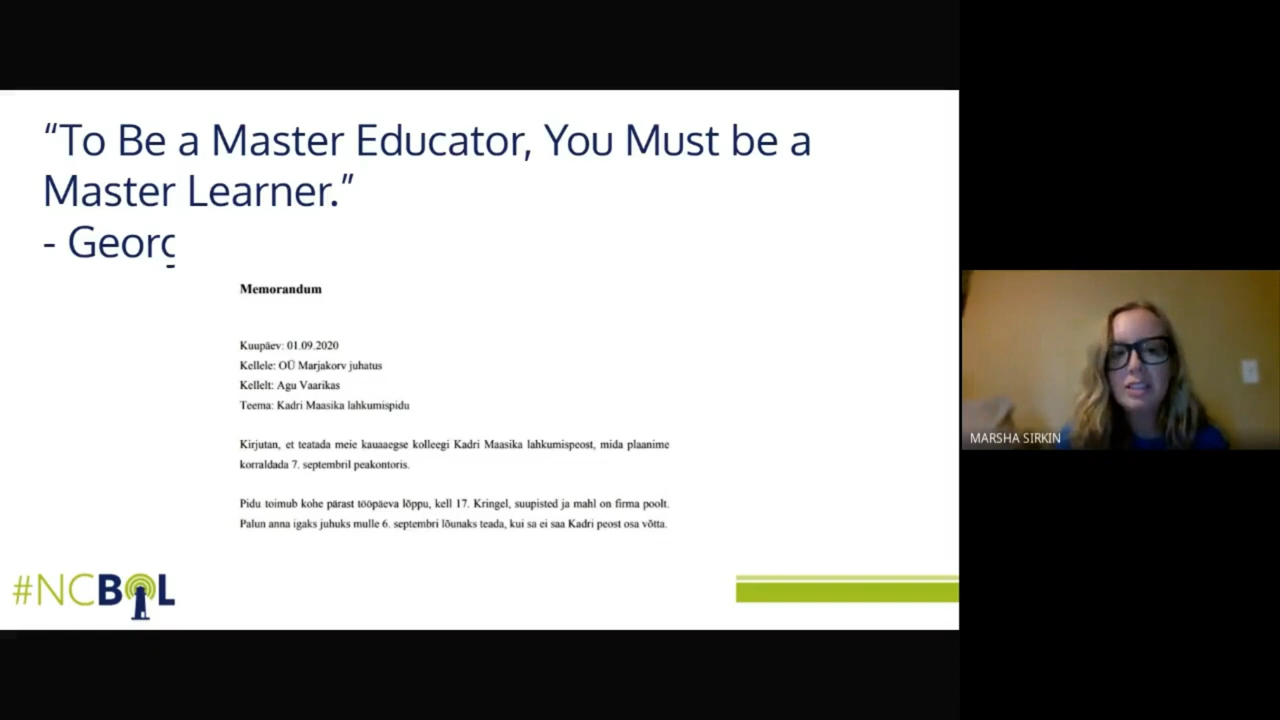 “To Be a Master Educator, You Must be a
Master Learner.”
- Georg
Memorandum
Kuupäev: 01.09.2020
Kellele: OÜ Marjakorv juhatus
Kellelt: Agu Vaarikas
Teema: Kadri Maasika lahkumispidu
Kirjutan, et teatada meie kauaaegse kolleegi Kadri Maasika lahkumispeost, mida plaanime
korraldada 7. septembril peakontoris.
Pidu toimub kohe pärast tööpäeva lõppu, kell 17. Kringel, suupisted ja mahl on firma poolt.
Palun anna igaks juhuks mulle 6. septembri lõunaks teada, kui sa ei saa Kadri peost osa võtta.
MARSHA SIRKIN
#NCBOL